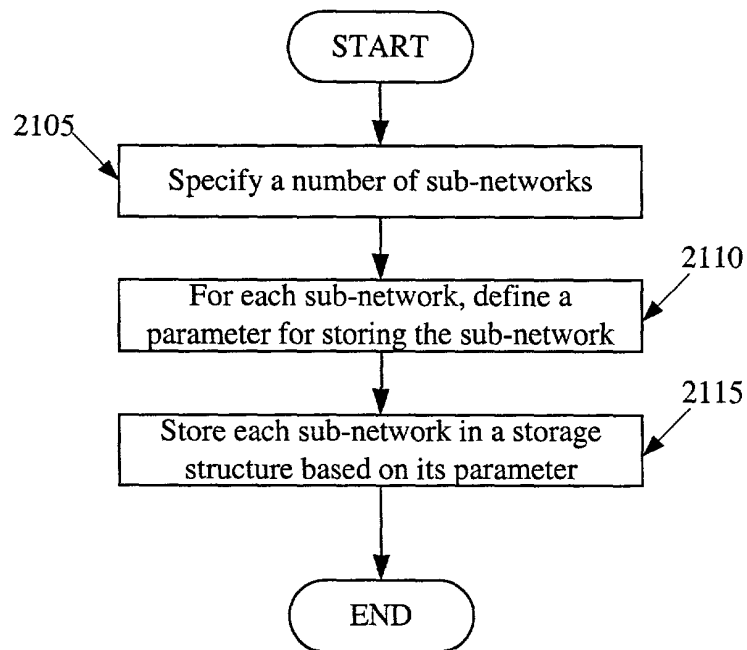 START
2105
Specify a number of sub-networks
2110
For each sub-network, define a
parameter for storing the sub-network
2115
Store each sub-network in a storage
structure based on its parameter
END